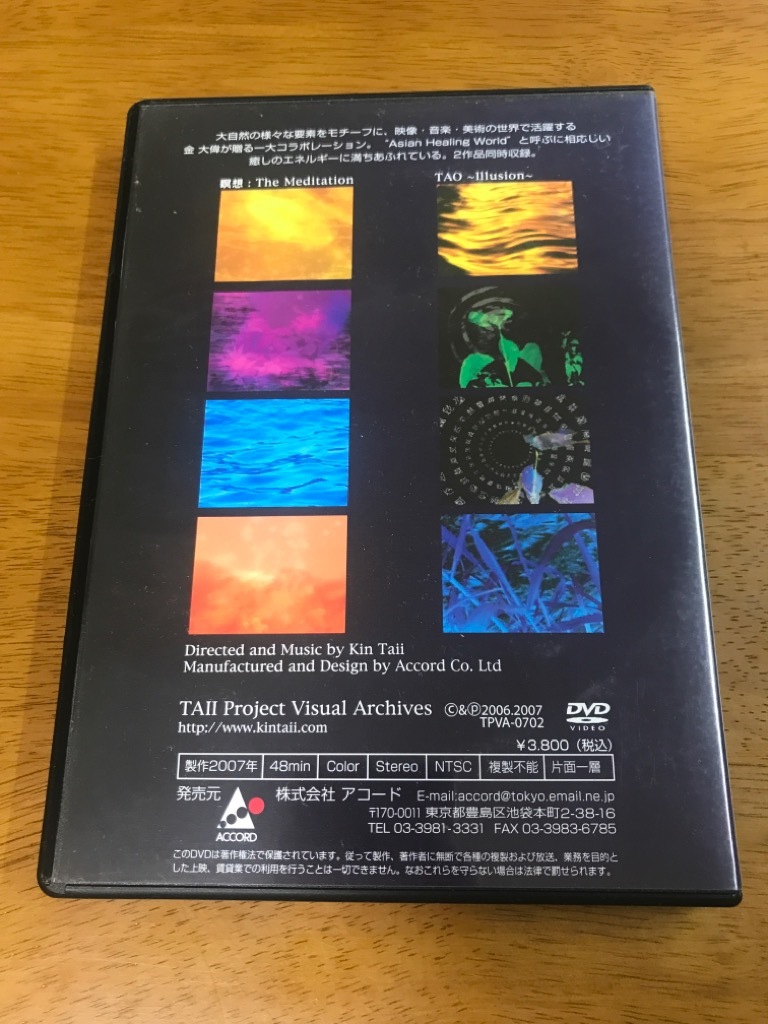 大自然の様々な要素をモチーフに、映像・音楽・美術の世界で活躍する
金 大偉が贈る一大コラボレーション。“Asian Healing World”と呼ぶに相応じい
癒しのエネルギーに満ちあふれている。2作品同時収録。
瞑想 : The Meditation
TAO ~Illusion~
Directed and Music by Kin Taii
Manufactured and Design by Accord Co. Ltd
TAII Project Visual Archives ©&℗2006.2007 DVD
http://www.kintaii.com TPVA-0702 VIDEO
¥3.800（税込）
製作2007年 48min Color Stereo NTSC 複製不能 片面一層
発売元 ACCORD 株式会社 アコード E-mail:accord@tokyo.email.ne.jp
〒170-0011 東京都豊島区池袋本町2-38-16
TEL 03-3981-3331 FAX 03-3983-6785
このDVDは著作権法で保護されています。従って製作、著作者に無断で各種の複製および放送、業務を目的と
した上映、賃貸業での利用を行うことは一切できません。なおこれらを守らない場合は法律で罰せられます。